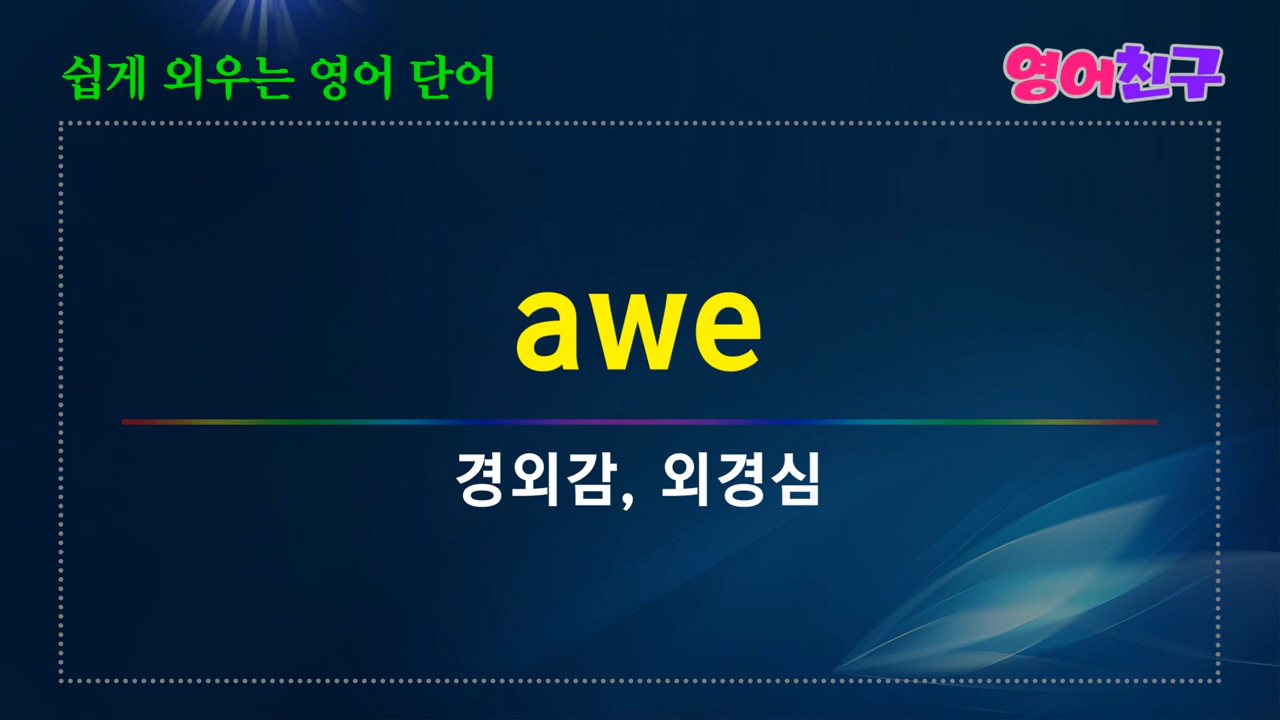 쉽게 외우는 영어 단어
영어친구
awe
경외감, 외경심